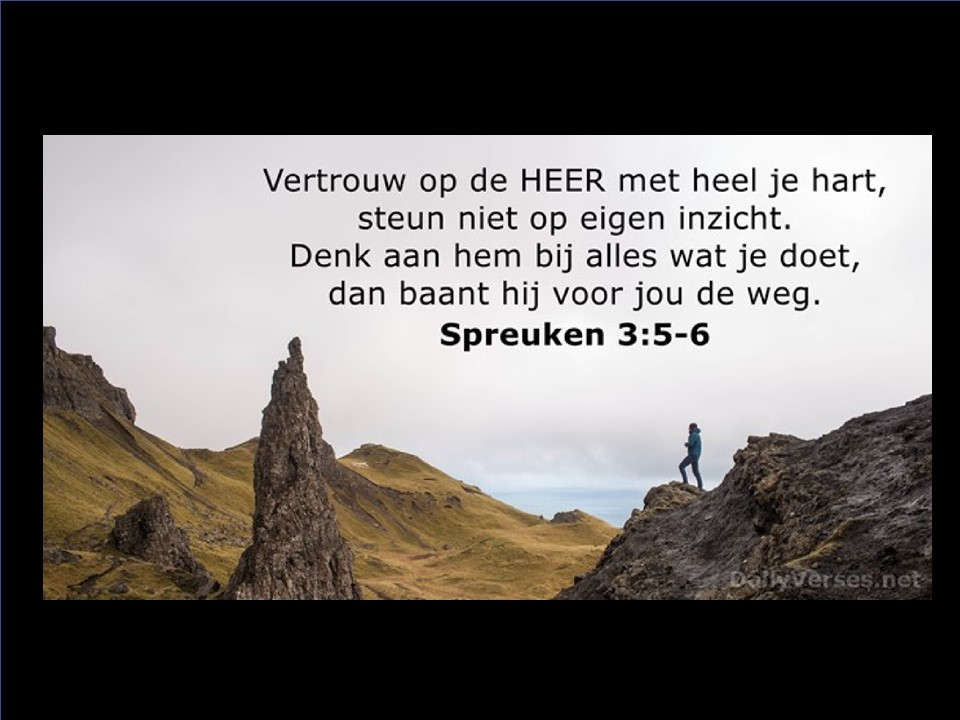 Vertrouw op de HEER met heel je hart,
steun niet op eigen inzicht.
Denk aan hem bij alles wat je doet,
dan baant hij voor jou de weg.
Spreuken 3:5-6
DailyVerses.net